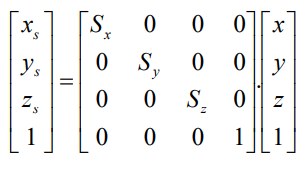 [x_s] = [S_x 0 0 0] . [x]
[y_s] = [0 S_y 0 0] . [y]
[z_s] = [0 0 S_z 0] . [z]
[1] = [0 0 0 1] . [1]